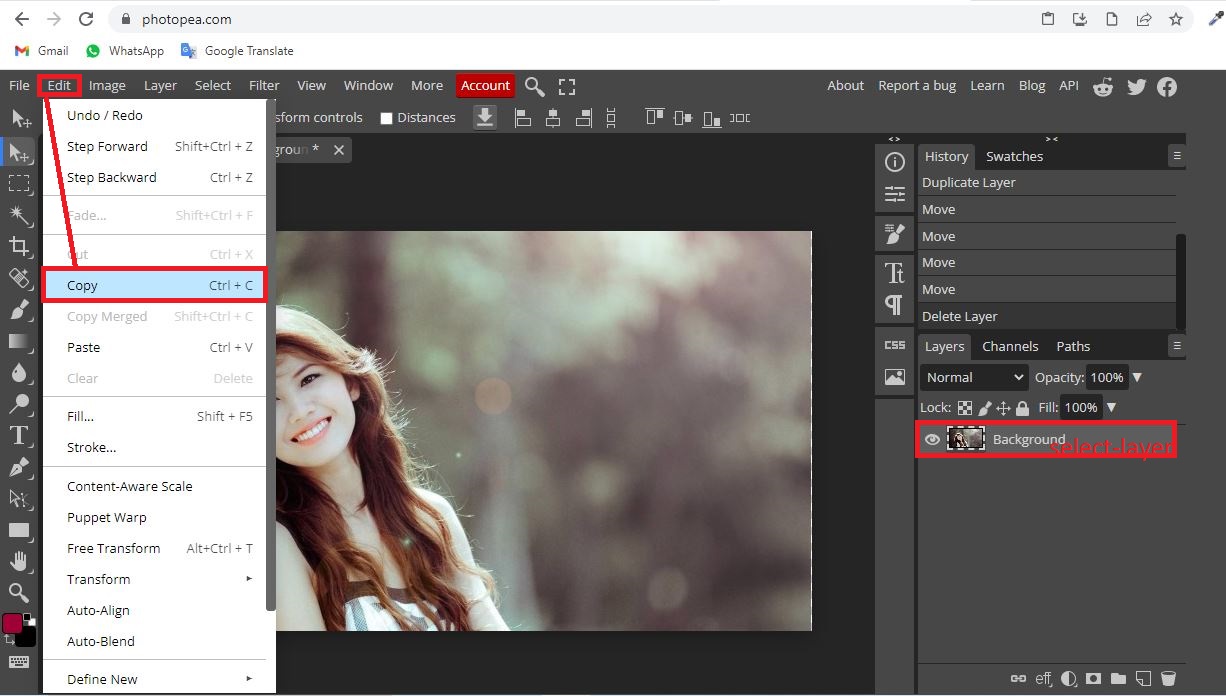 photopea.com
Gmail WhatsApp Google Translate
File Edit Image Layer Select Filter View Window More Account About Report a bug Learn Blog API
sform controls Distances
groun *
Undo / Redo
Step Forward Shift+Ctrl + Z
Step Backward Ctrl + Z
Fade... Shift+Ctrl + F
Cut Ctrl + X
Copy Ctrl + C
Copy Merged Shift+Ctrl + C
Paste Ctrl + V
Clear Delete
Fill... Shift + F5
Stroke...
Content-Aware Scale
Puppet Warp
Free Transform Alt+Ctrl + T
Transform
Auto-Align
Auto-Blend
Define New
< > > <
History Swatches
Duplicate Layer
Move
Move
Move
Move
Delete Layer
CSS
Layers Channels Paths
Normal Opacity: 100%
Lock: Fill: 100%
Background
select-layer
eff